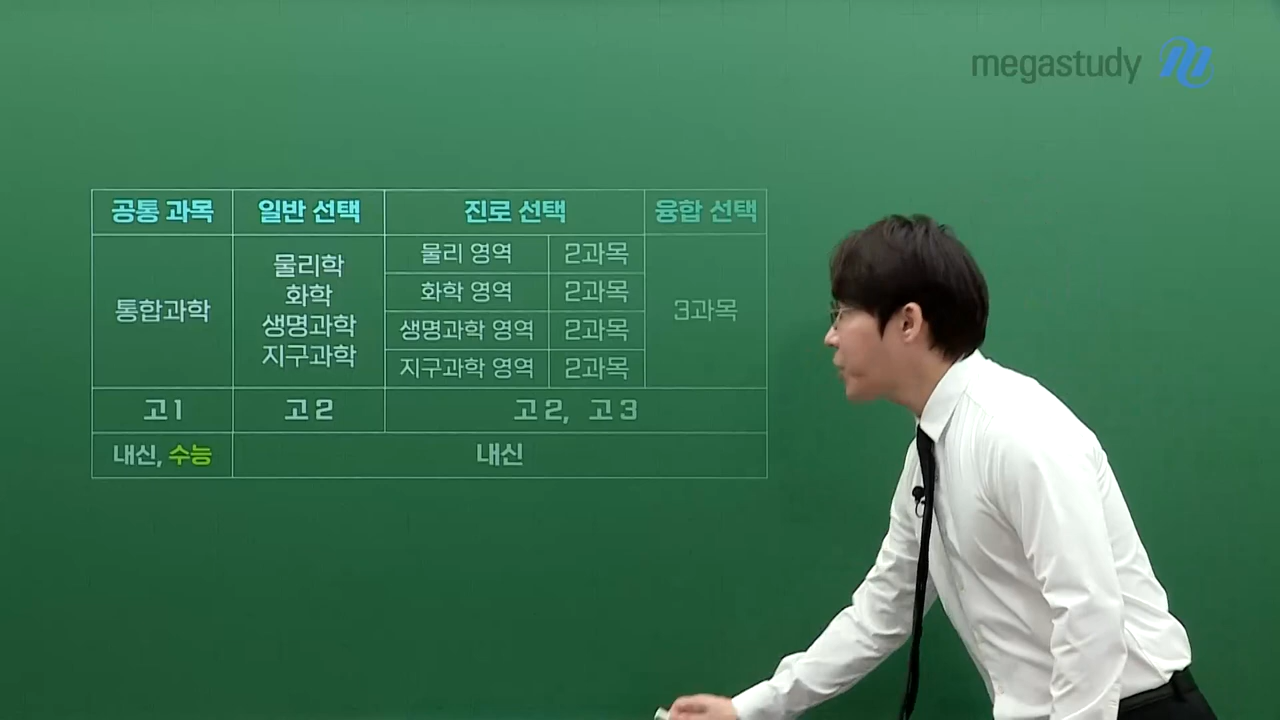 megastudy
공통 과목 일반 선택 진로 선택 융합 선택
통합과학
물리학
화학
생명과학
지구과학
물리 영역 2과목
화학 영역 2과목
생명과학 영역 2과목
지구과학 영역 2과목
3과목
고1 고2 고2, 고3
내신, 수능 내신